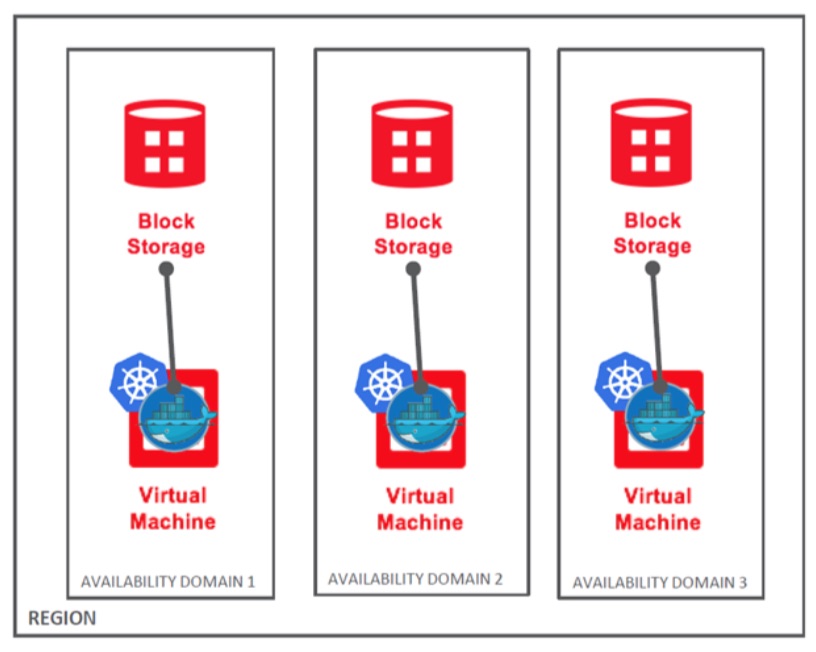 Block
Storage
Virtual
Machine
AVAILABILITY DOMAIN 1
Block
Storage
Virtual
Machine
AVAILABILITY DOMAIN 2
Block
Storage
Virtual
Machine
AVAILABILITY DOMAIN 3
REGION